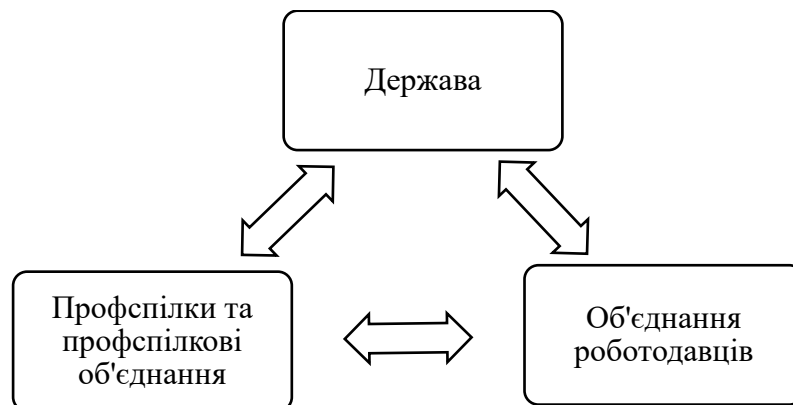 Держава
Профспілки та
профспілкові
об'єднання
Об'єднання
роботодавців